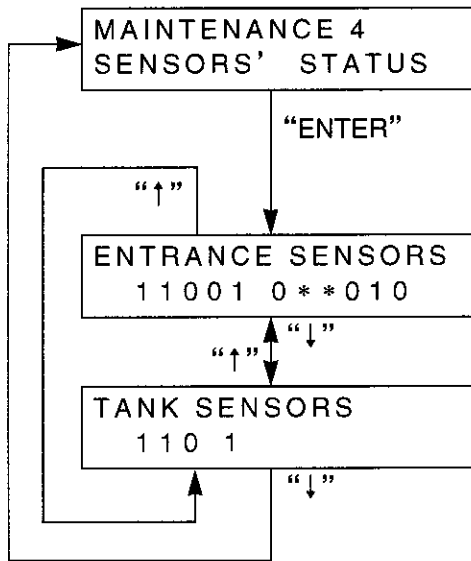 MAINTENANCE 4
SENSORS’ STATUS
“ENTER”
“↑”
ENTRANCE SENSORS
11001 0**010
“↓”
“↑”
TANK SENSORS
110 1
“↓”